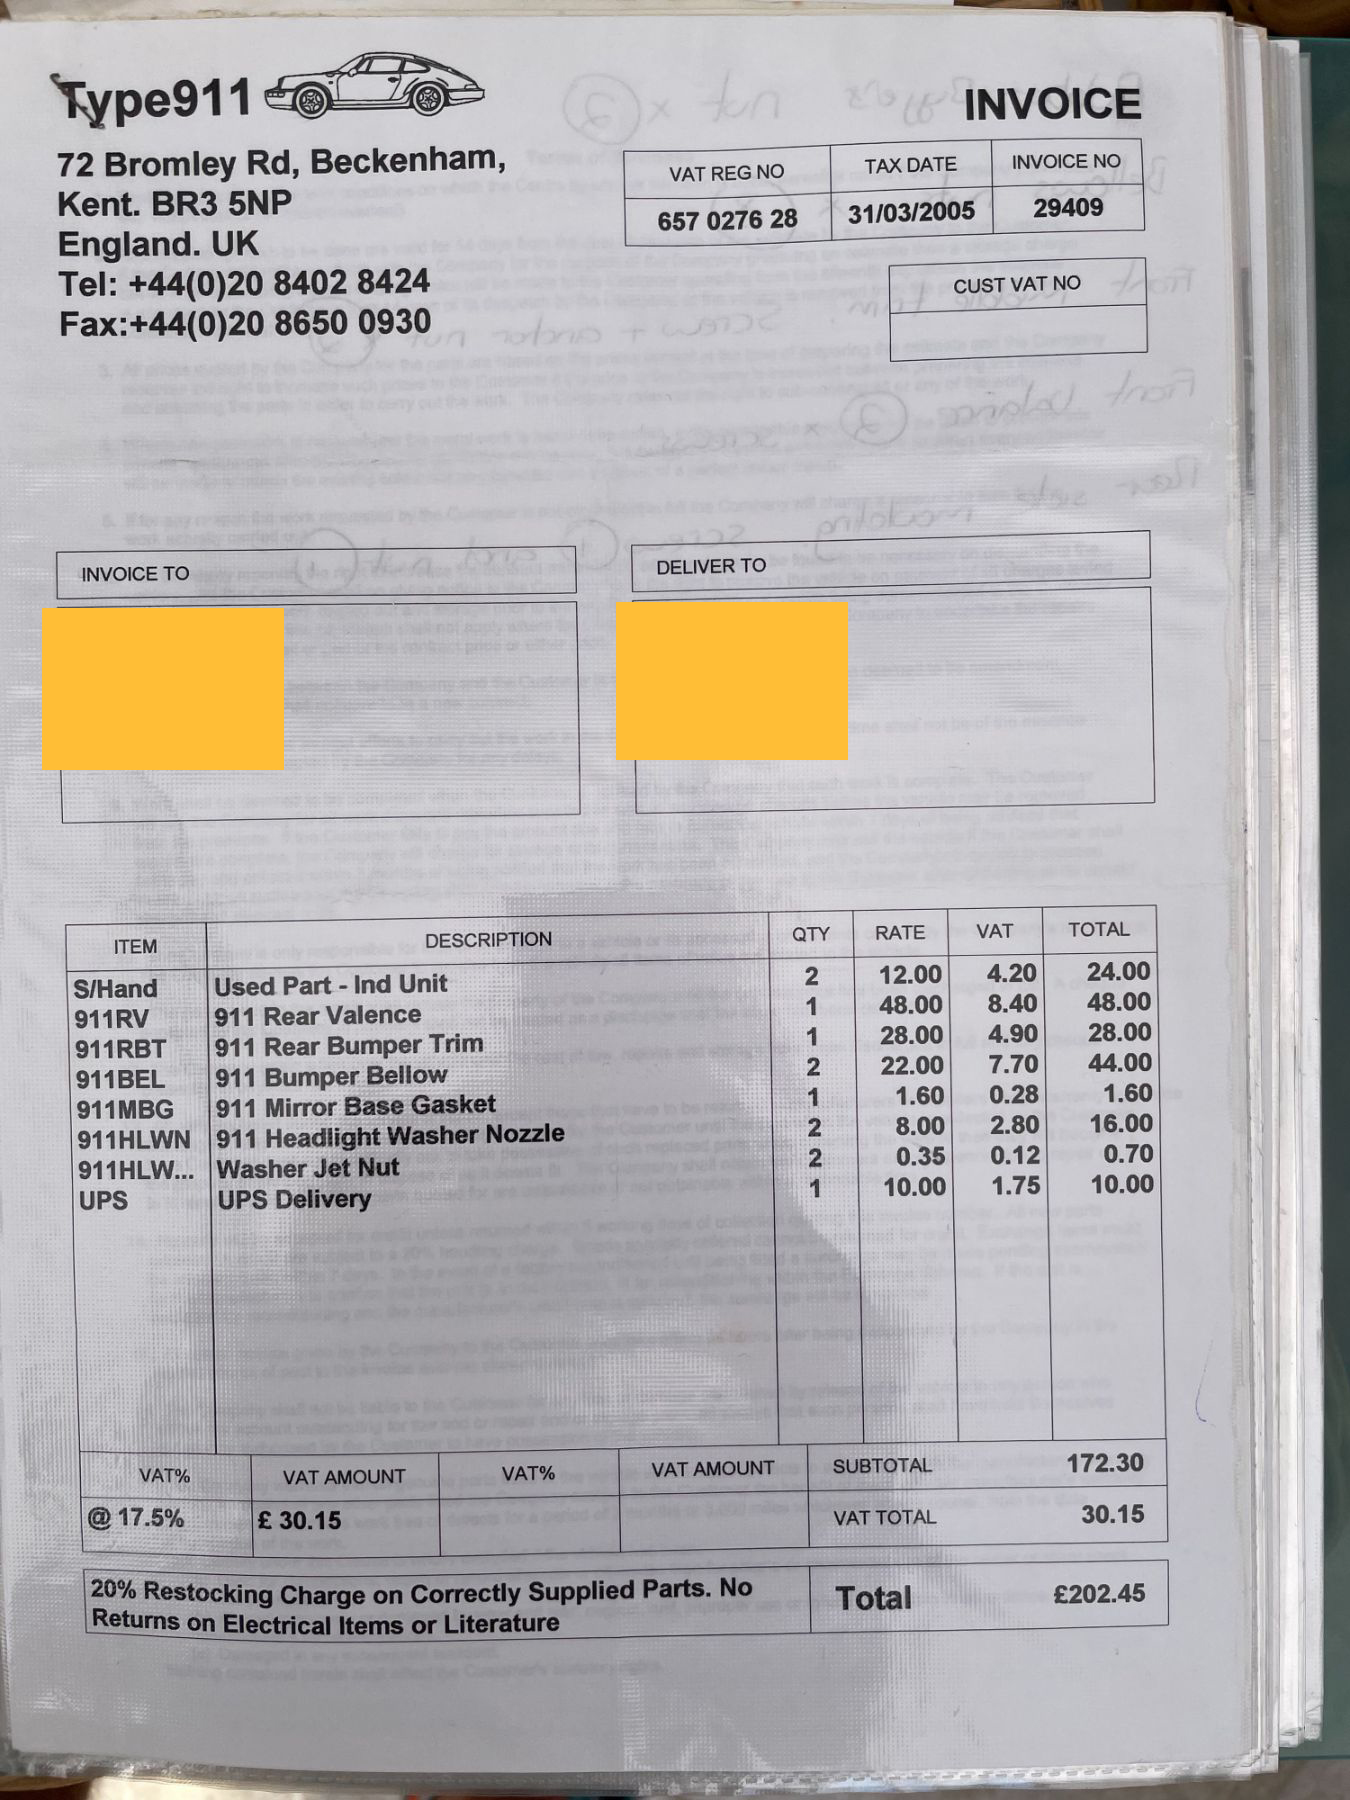 Type911
INVOICE
72 Bromley Rd, Beckenham,
Kent. BR3 5NP
England. UK
Tel: +44(0)20 8402 8424
Fax:+44(0)20 8650 0930
VAT REG NO TAX DATE INVOICE NO
657 0276 28 31/03/2005 29409
CUST VAT NO
INVOICE TO DELIVER TO
ITEM DESCRIPTION QTY RATE VAT TOTAL
S/Hand Used Part - Ind Unit 2 12.00 4.20 24.00
911RV 911 Rear Valence 1 48.00 8.40 48.00
911RBT 911 Rear Bumper Trim 1 28.00 4.90 28.00
911BEL 911 Bumper Bellow 2 22.00 7.70 44.00
911MBG 911 Mirror Base Gasket 1 1.60 0.28 1.60
911HLWN 911 Headlight Washer Nozzle 2 8.00 2.80 16.00
911HLW... Washer Jet Nut 2 0.35 0.12 0.70
UPS UPS Delivery 1 10.00 1.75 10.00
VAT% VAT AMOUNT VAT% VAT AMOUNT SUBTOTAL 172.30
@ 17.5% £ 30.15 VAT TOTAL 30.15
20% Restocking Charge on Correctly Supplied Parts. No
Returns on Electrical Items or Literature
Total £202.45